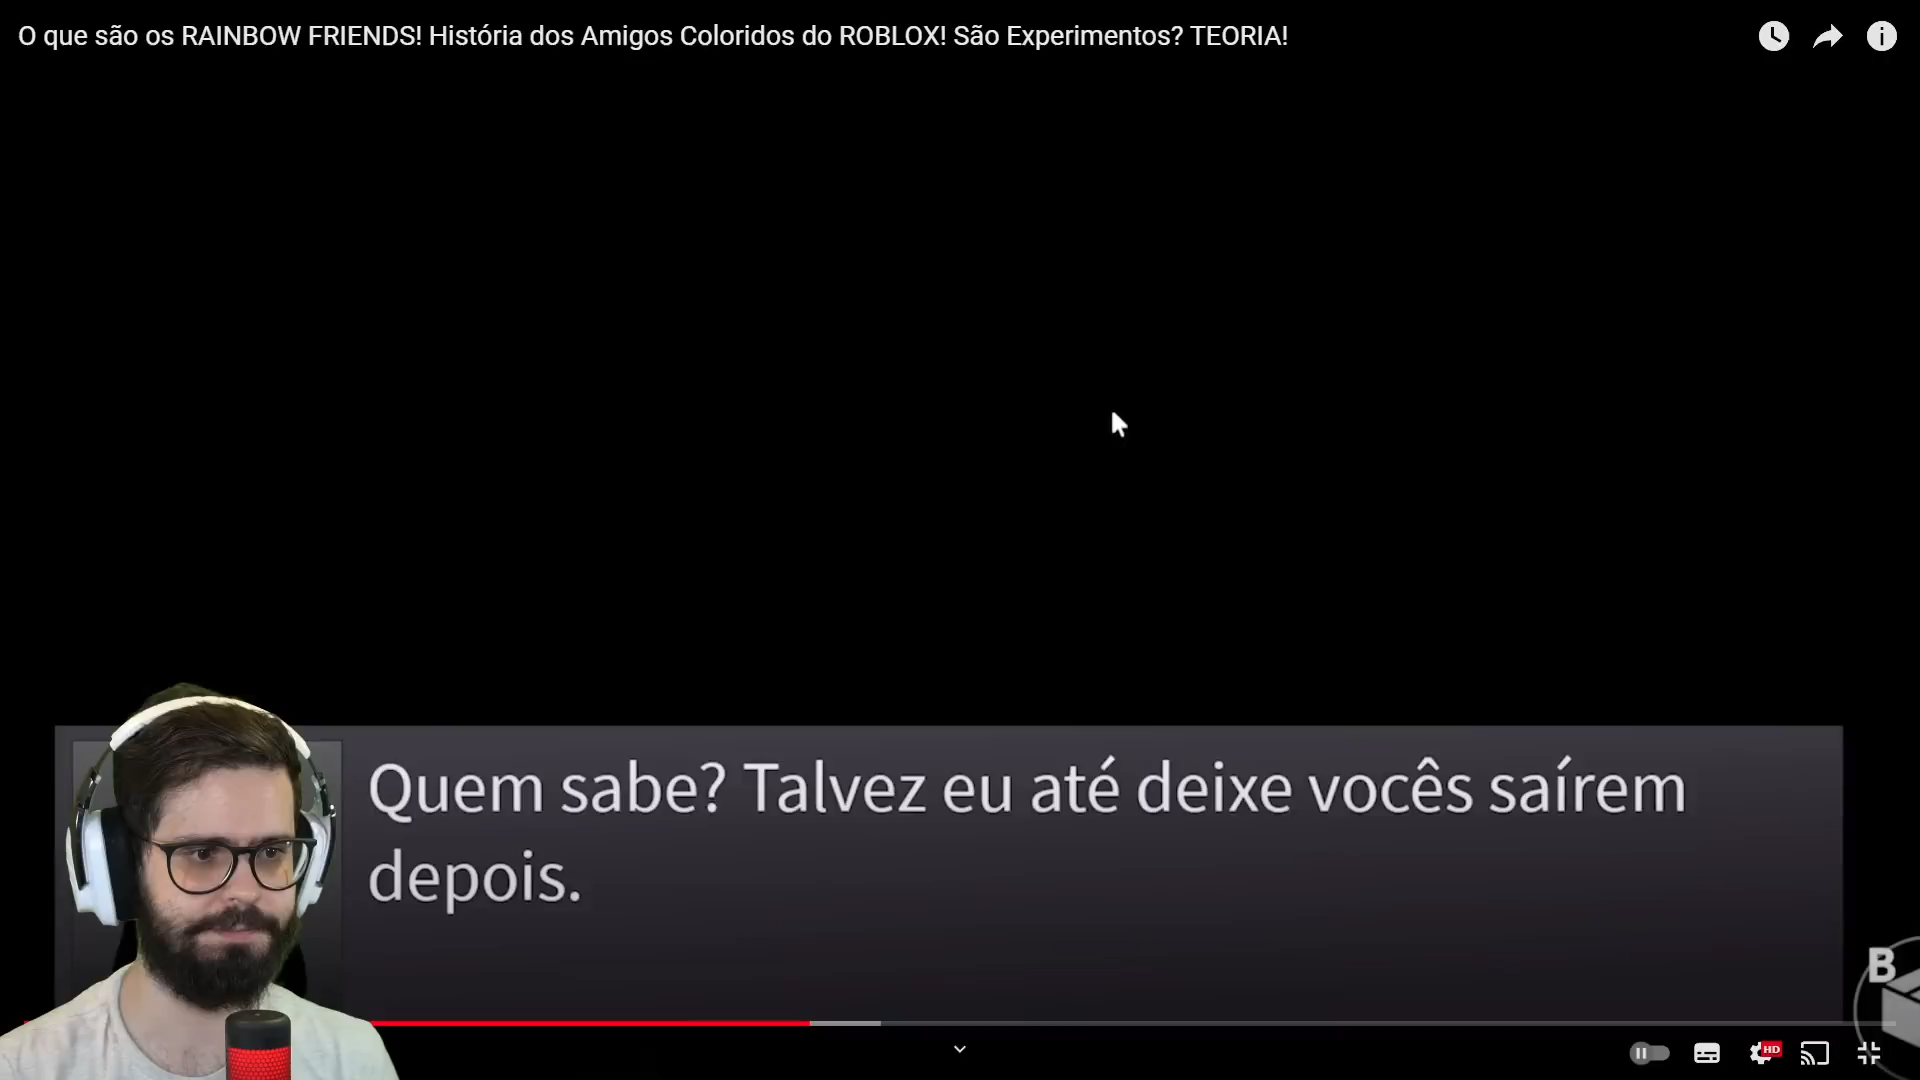 O que são os RAINBOW FRIENDS! História dos Amigos Coloridos do ROBLOX! São Experimentos? TEORIA!
Quem sabe? Talvez eu até deixe vocês saírem
depois.
B
HD